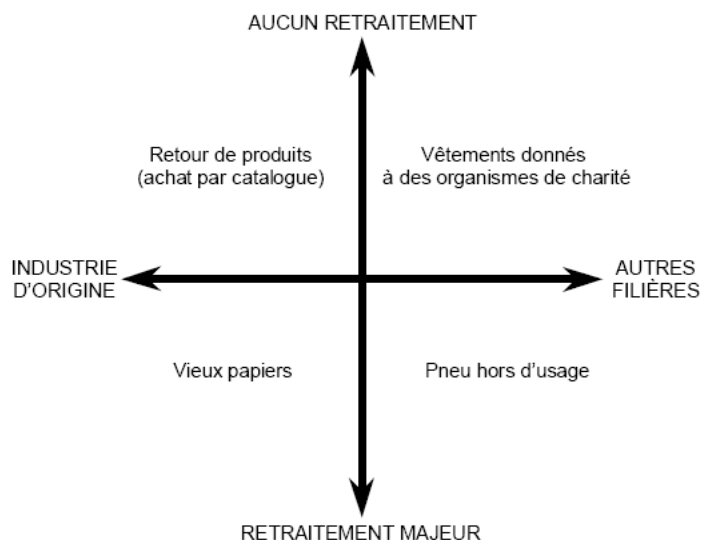 AUCUN RETRAITEMENT
Retour de produits
(achat par catalogue)
Vêtements donnés
à des organismes de charité
INDUSTRIE
D'ORIGINE
AUTRES
FILIÈRES
Vieux papiers
Pneu hors d'usage
RETRAITEMENT MAJEUR